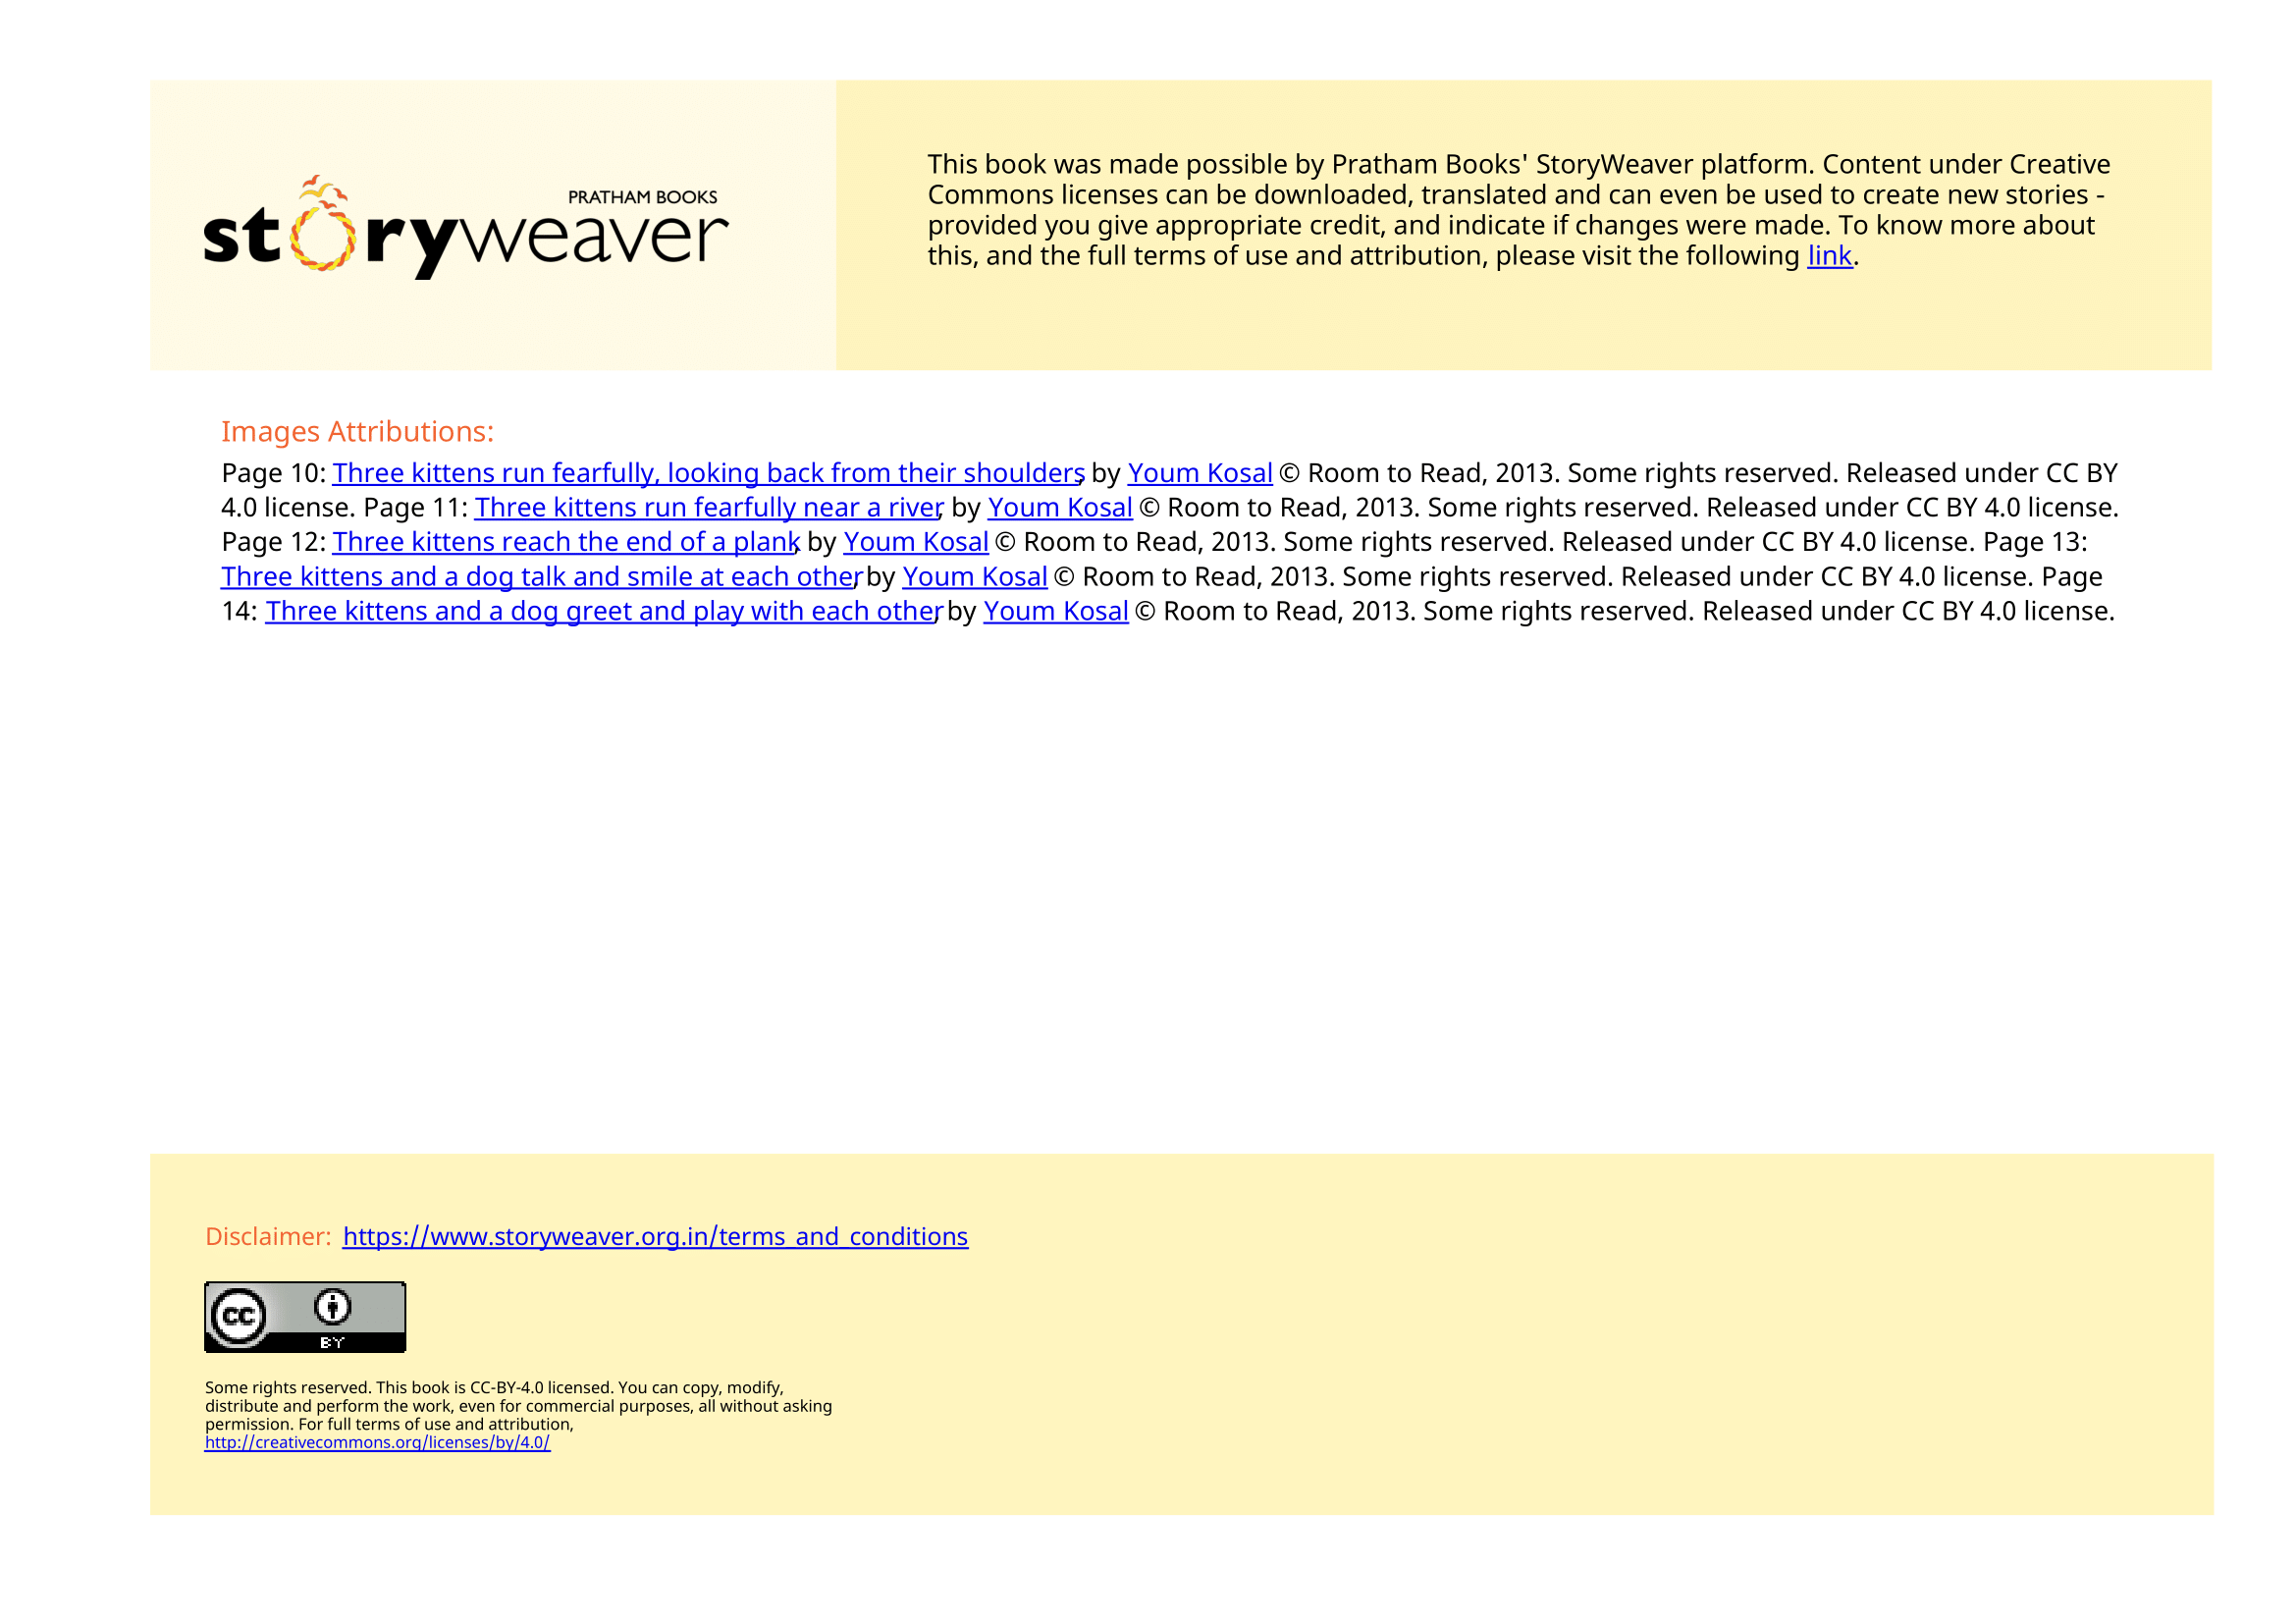 PRATHAM BOOKS
storyweaver
This book was made possible by Pratham Books' StoryWeaver platform. Content under Creative
Commons licenses can be downloaded, translated and can even be used to create new stories -
provided you give appropriate credit, and indicate if changes were made. To know more about
this, and the full terms of use and attribution, please visit the following link.
Images Attributions:
Page 10: Three kittens run fearfully, looking back from their shoulders, by Youm Kosal © Room to Read, 2013. Some rights reserved. Released under CC BY
4.0 license. Page 11: Three kittens run fearfully near a river, by Youm Kosal © Room to Read, 2013. Some rights reserved. Released under CC BY 4.0 license.
Page 12: Three kittens reach the end of a plank, by Youm Kosal © Room to Read, 2013. Some rights reserved. Released under CC BY 4.0 license. Page 13:
Three kittens and a dog talk and smile at each other, by Youm Kosal © Room to Read, 2013. Some rights reserved. Released under CC BY 4.0 license. Page
14: Three kittens and a dog greet and play with each other, by Youm Kosal © Room to Read, 2013. Some rights reserved. Released under CC BY 4.0 license.
Disclaimer: https://www.storyweaver.org.in/terms_and_conditions
cc
BY
Some rights reserved. This book is CC-BY-4.0 licensed. You can copy, modify,
distribute and perform the work, even for commercial purposes, all without asking
permission. For full terms of use and attribution,
http://creativecommons.org/licenses/by/4.0/